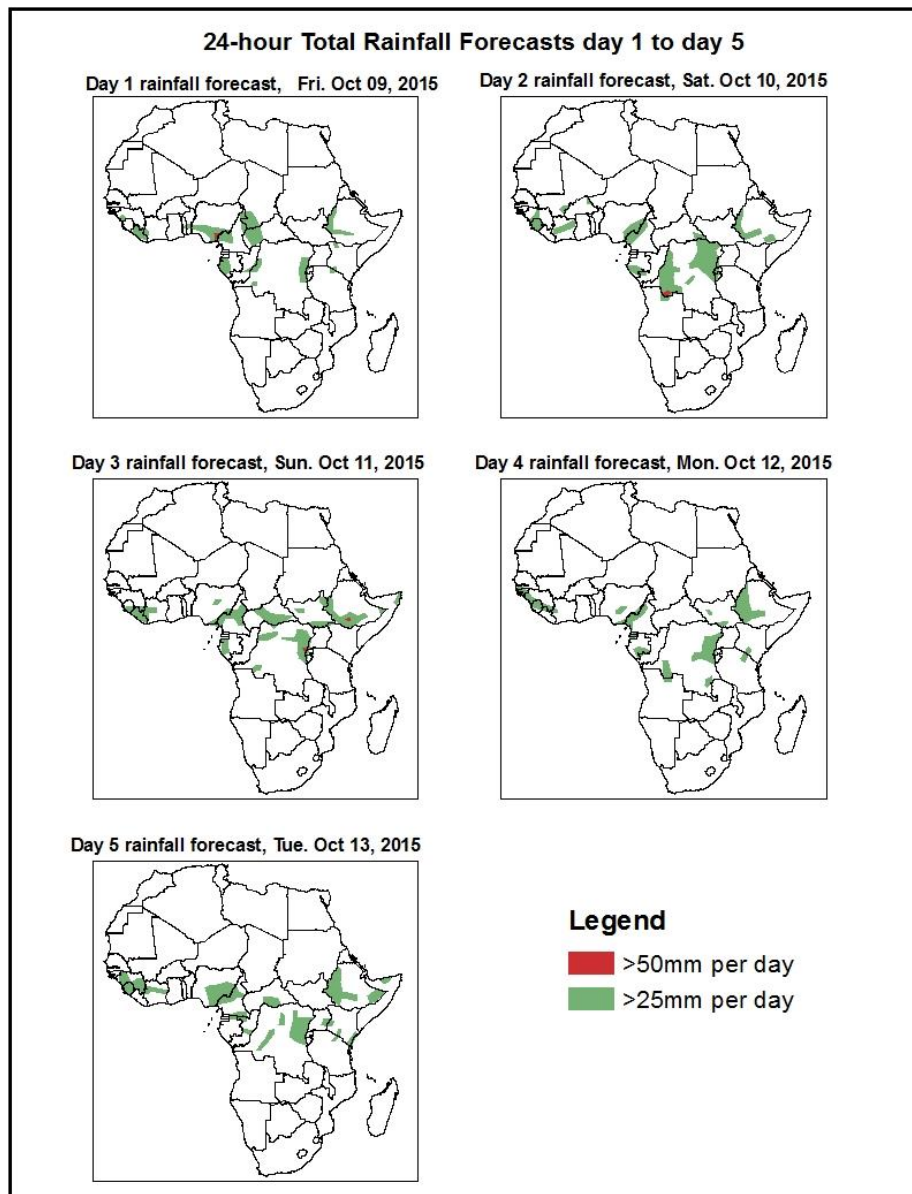 24-hour Total Rainfall Forecasts day 1 to day 5
Day 1 rainfall forecast, Fri. Oct 09, 2015
Day 2 rainfall forecast, Sat. Oct 10, 2015
Day 3 rainfall forecast, Sun. Oct 11, 2015
Day 4 rainfall forecast, Mon. Oct 12, 2015
Day 5 rainfall forecast, Tue. Oct 13, 2015
Legend
>50mm per day
>25mm per day